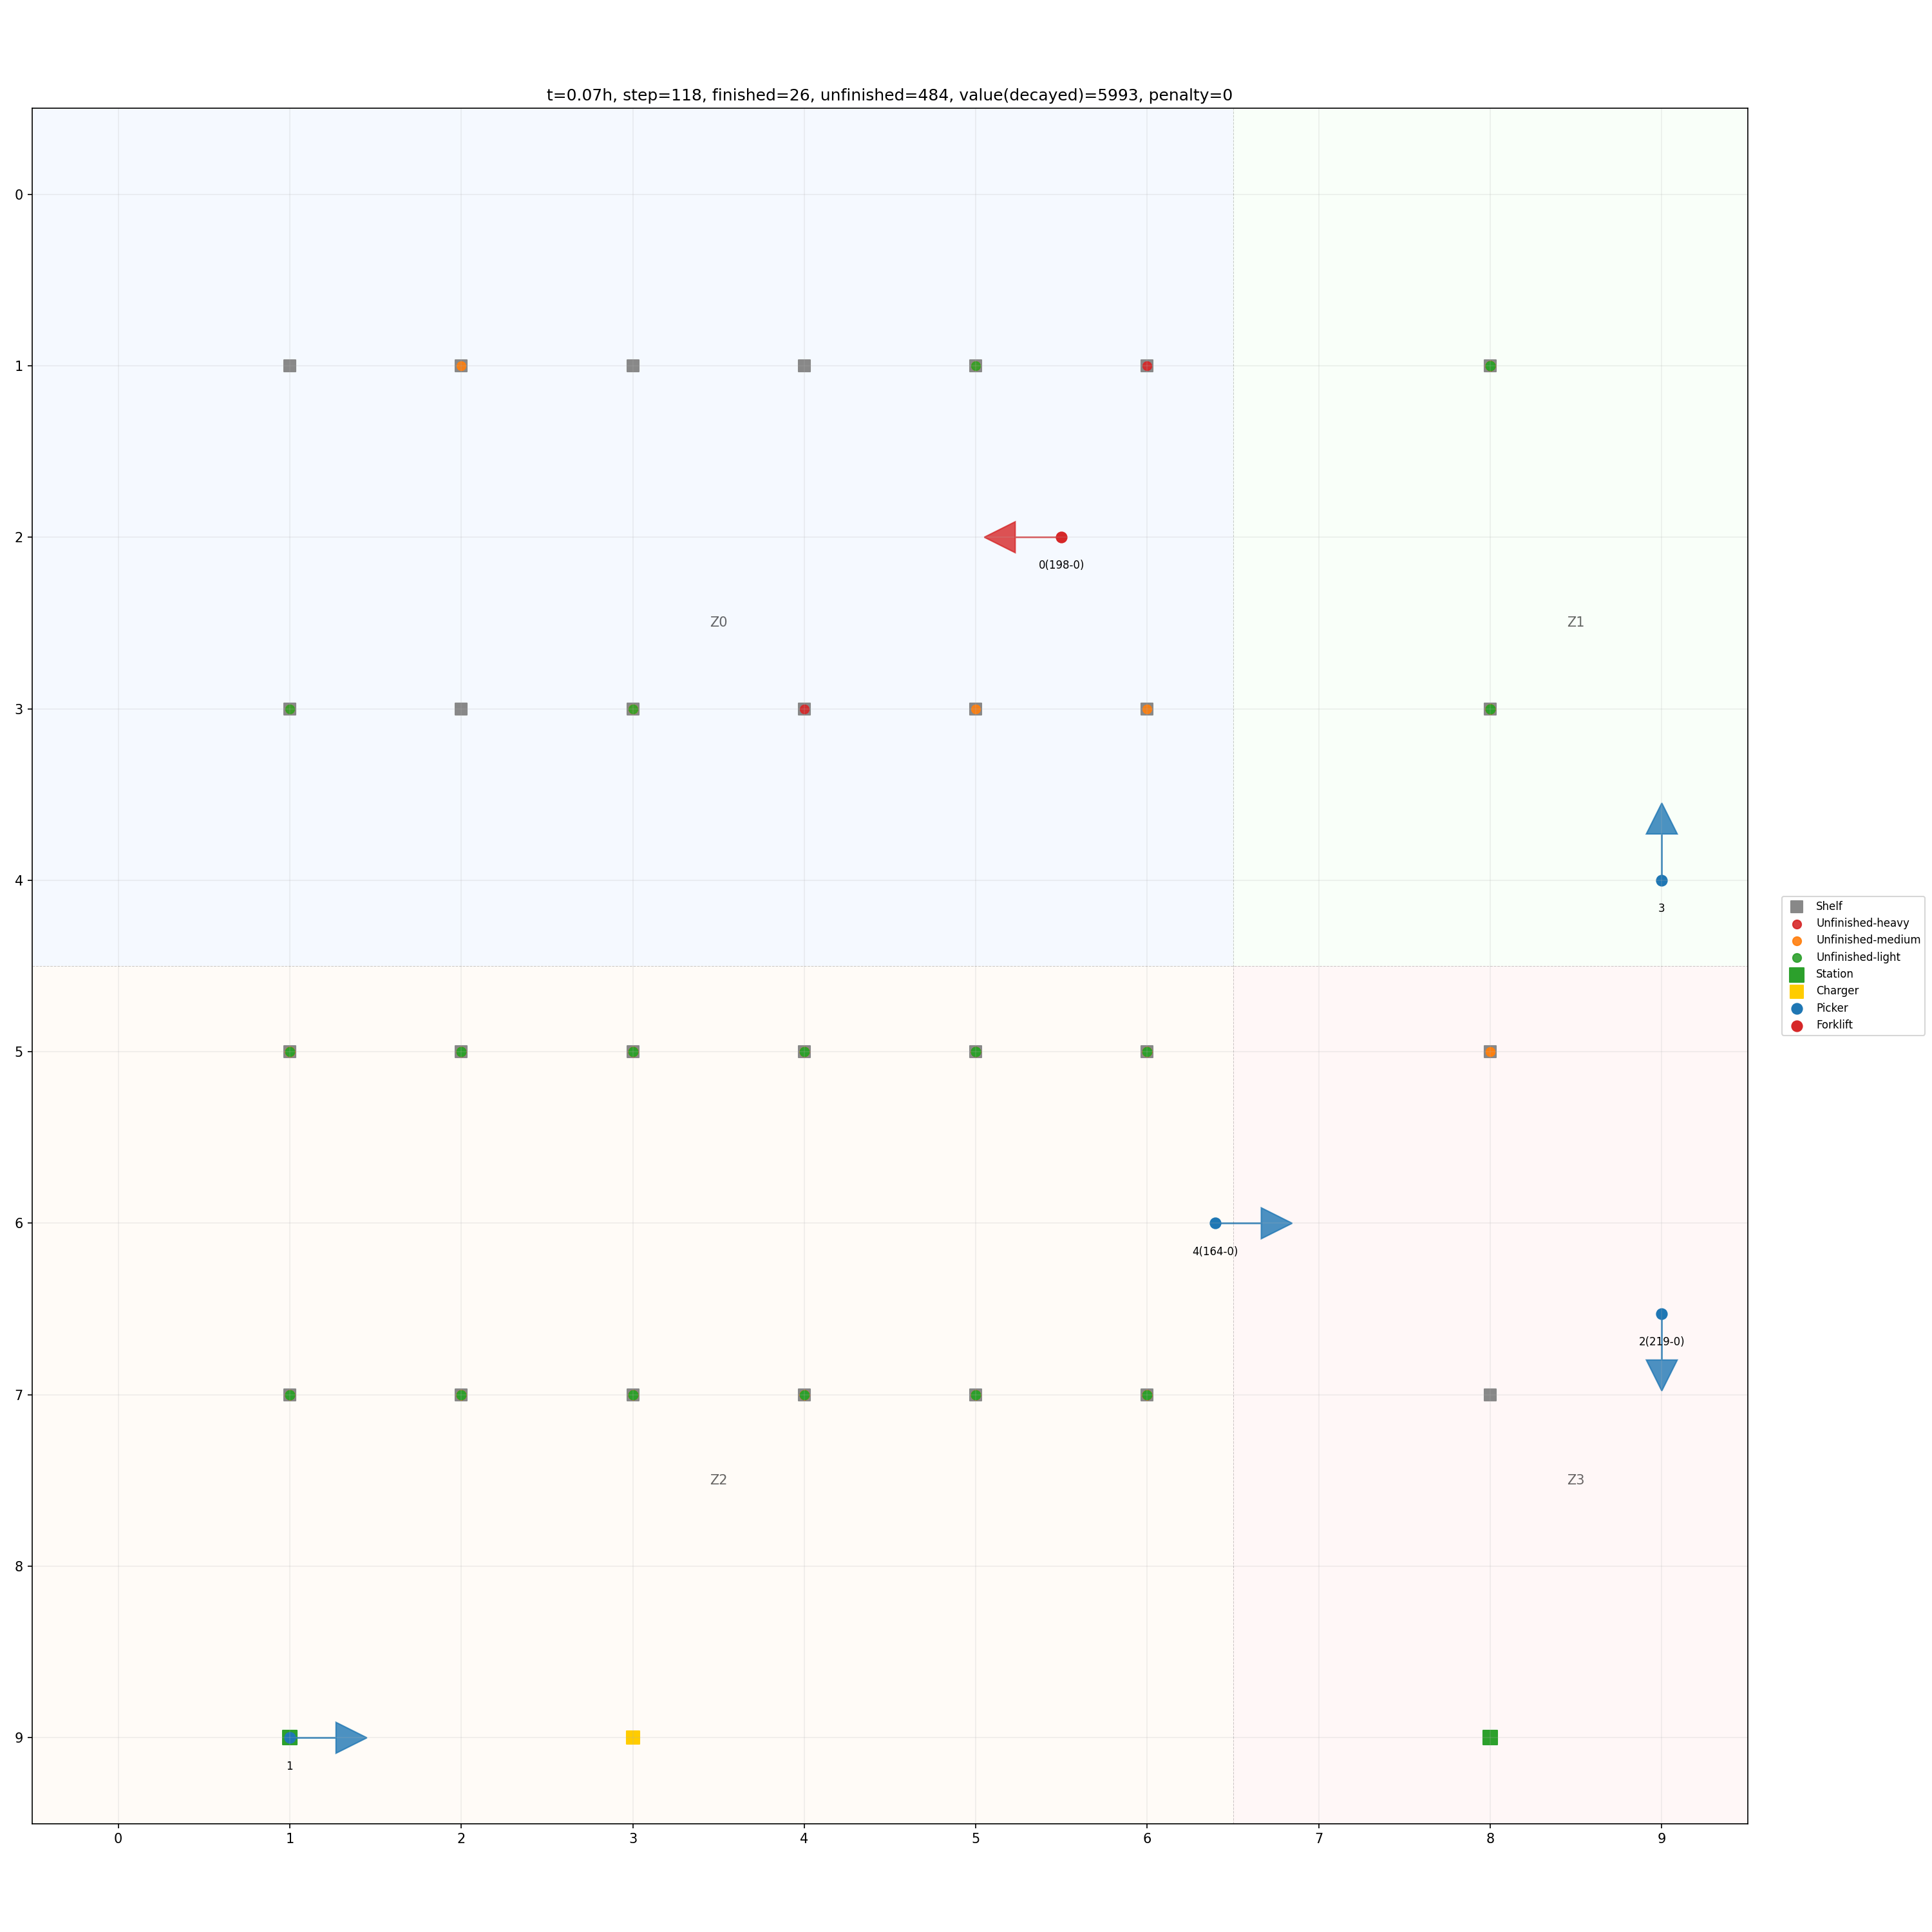 t=0.07h, step=118, finished=26, unfinished=484, value(decayed)=5993, penalty=0
0
1
2
0(198-0)
Z0
Z1
3
4
3
Shelf
Unfinished-heavy
Unfinished-medium
Unfinished-light
Station
Charger
Picker
Forklift
5
6
4(164-0)
2(219-0)
7
Z2
Z3
8
9
1
0
1
2
3
4
5
6
7
8
9